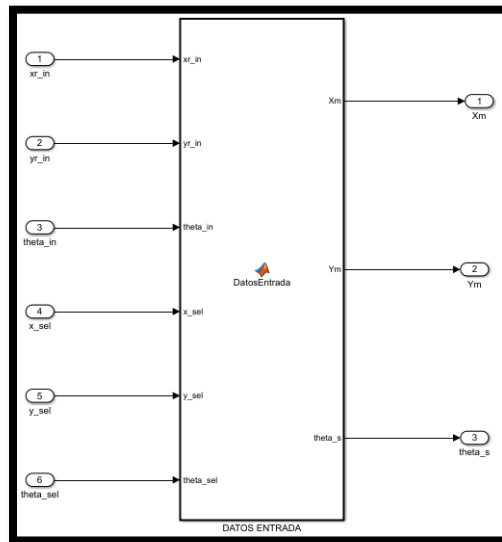 1
xr_in
xr_in
Xm
1
Xm
2
yr_in
yr_in
3
theta_in
theta_in
DatosEntrada
Ym
2
Ym
4
x_sel
x_sel
5
y_sel
y_sel
theta_s
3
theta_s
6
theta_sel
theta_sel
DATOS ENTRADA